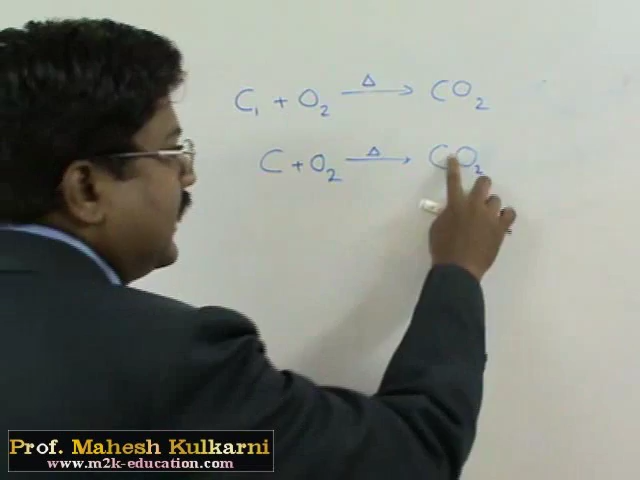 C₁ + O₂ —Δ→ CO₂
C + O₂ —Δ→ CO₂
Prof. Mahesh Kulkarni
www.m2k-education.com